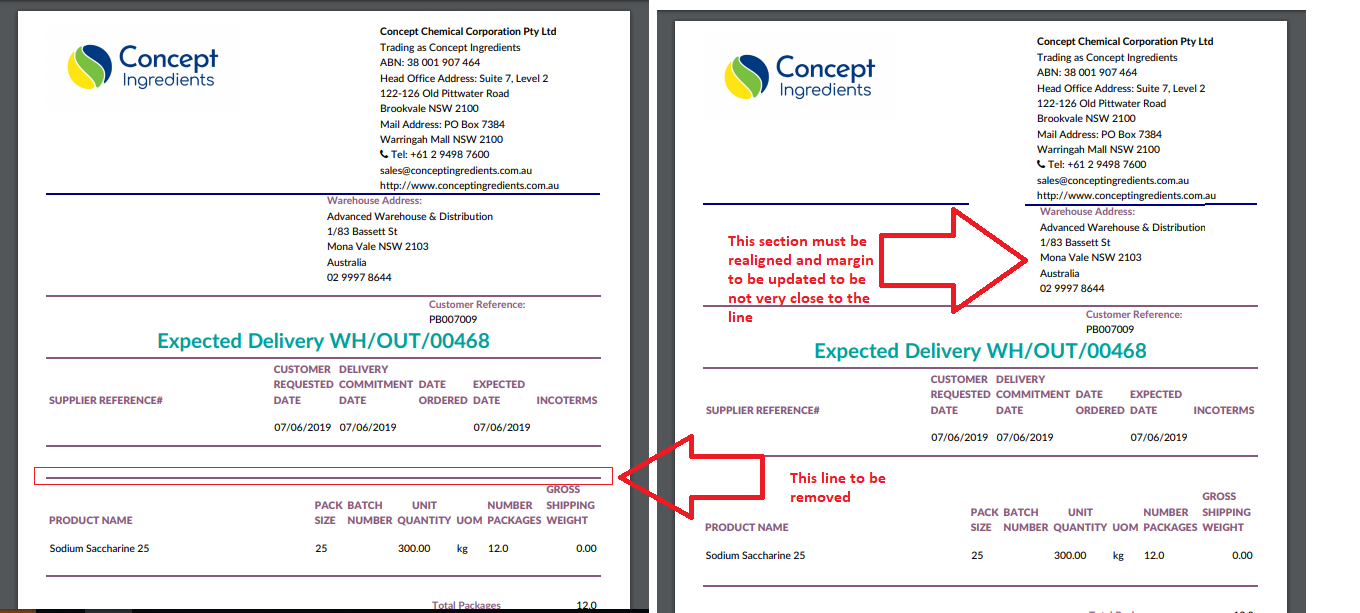 Concept
Ingredients
Concept Chemical Corporation Pty Ltd
Trading as Concept Ingredients
ABN: 38 001 907 464
Head Office Address: Suite 7, Level 2
122-126 Old Pittwater Road
Brookvale NSW 2100
Mail Address: PO Box 7384
Warringah Mall NSW 2100
Tel: +61 2 9498 7600
sales@conceptingredients.com.au
http://www.conceptingredients.com.au
Warehouse Address:
Advanced Warehouse & Distribution
1/83 Bassett St
Mona Vale NSW 2103
Australia
02 9997 8644
Customer Reference:
PB007009
Expected Delivery WH/OUT/00468
CUSTOMER DELIVERY
REQUESTED COMMITMENT DATE EXPECTED
SUPPLIER REFERENCE# DATE DATE ORDERED DATE INCOTERMS
07/06/2019 07/06/2019 07/06/2019
GROSS
PACK BATCH UNIT NUMBER SHIPPING
PRODUCT NAME SIZE NUMBER QUANTITY UOM PACKAGES WEIGHT
Sodium Saccharine 25 25 300.00 kg 12.0 0.00
Total Packages 12.0
Concept
Ingredients
Concept Chemical Corporation Pty Ltd
Trading as Concept Ingredients
ABN: 38 001 907 464
Head Office Address: Suite 7, Level 2
122-126 Old Pittwater Road
Brookvale NSW 2100
Mail Address: PO Box 7384
Warringah Mall NSW 2100
Tel: +61 2 9498 7600
sales@conceptingredients.com.au
http://www.conceptingredients.com.au
This section must be
realigned and margin
to be updated to be
not very close to the
line
Warehouse Address:
Advanced Warehouse & Distribution
1/83 Bassett St
Mona Vale NSW 2103
Australia
02 9997 8644
Customer Reference:
PB007009
Expected Delivery WH/OUT/00468
CUSTOMER DELIVERY
REQUESTED COMMITMENT DATE EXPECTED
SUPPLIER REFERENCE# DATE DATE ORDERED DATE INCOTERMS
07/06/2019 07/06/2019 07/06/2019
This line to be
removed
GROSS
PACK BATCH UNIT NUMBER SHIPPING
PRODUCT NAME SIZE NUMBER QUANTITY UOM PACKAGES WEIGHT
Sodium Saccharine 25 25 300.00 kg 12.0 0.00